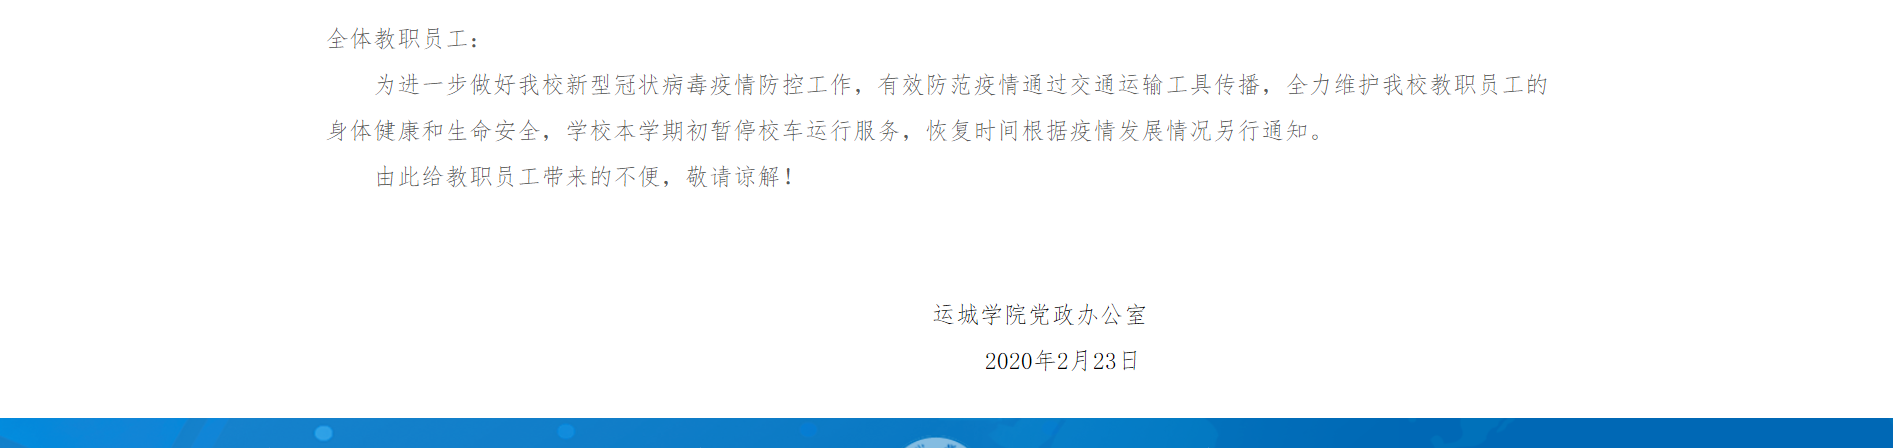 全体教职员工：
为进一步做好我校新型冠状病毒疫情防控工作，有效防范疫情通过交通运输工具传播，全力维护我校教职员工的
身体健康和生命安全，学校本学期初暂停校车运行服务，恢复时间根据疫情发展情况另行通知。
由此给教职员工带来的不便，敬请谅解！
运城学院党政办公室
2020年2月23日